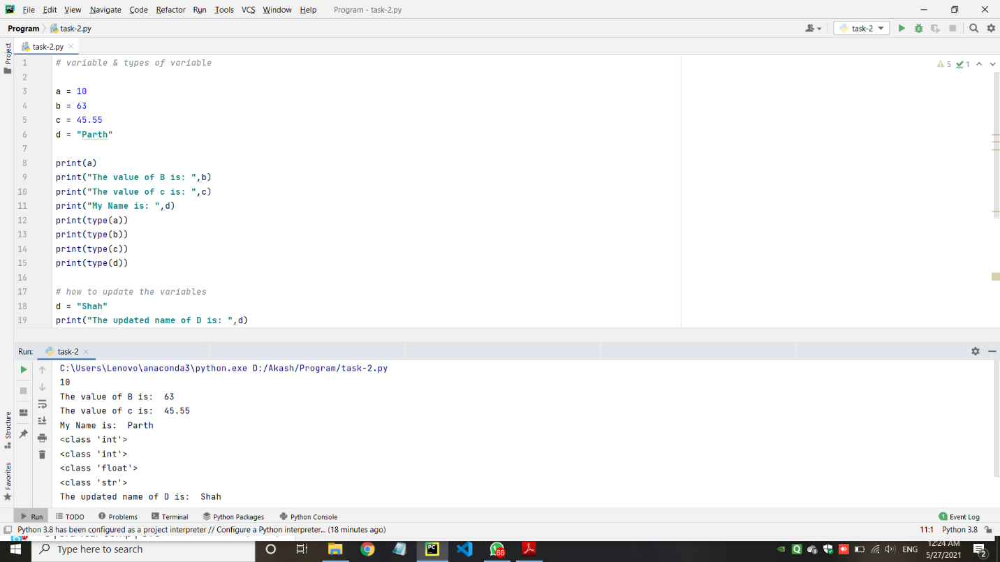 File Edit View Navigate Code Refactor Run Tools VCS Window Help Program - task-2.py
Program task-2.py task-2
Project
task-2.py
1 # variable & types of variable 5 1
2
3 a = 10
4 b = 63
5 c = 45.55
6 d = "Parth"
7
8 print(a)
9 print("The value of B is: ",b)
10 print("The value of c is: ",c)
11 print("My Name is: ",d)
12 print(type(a))
13 print(type(b))
14 print(type(c))
15 print(type(d))
16
17 # how to update the variables
18 d = "Shah"
19 print("The updated name of D is: ",d)
Run: task-2
C:\Users\Lenovo\anaconda3\python.exe D:/Akash/Program/task-2.py
10
The value of B is:  63
The value of c is:  45.55
My Name is:  Parth
<class 'int'>
<class 'int'>
<class 'float'>
<class 'str'>
The updated name of D is:  Shah
Structure
Favorites
Run TODO Problems Terminal Python Packages Python Console 1 Event Log
Python 3.8 has been configured as a project interpreter // Configure a Python interpreter... (18 minutes ago) 11:1 Python 3.8
Type here to search PC 66 ENG 12:24 AM
5/27/2021 2